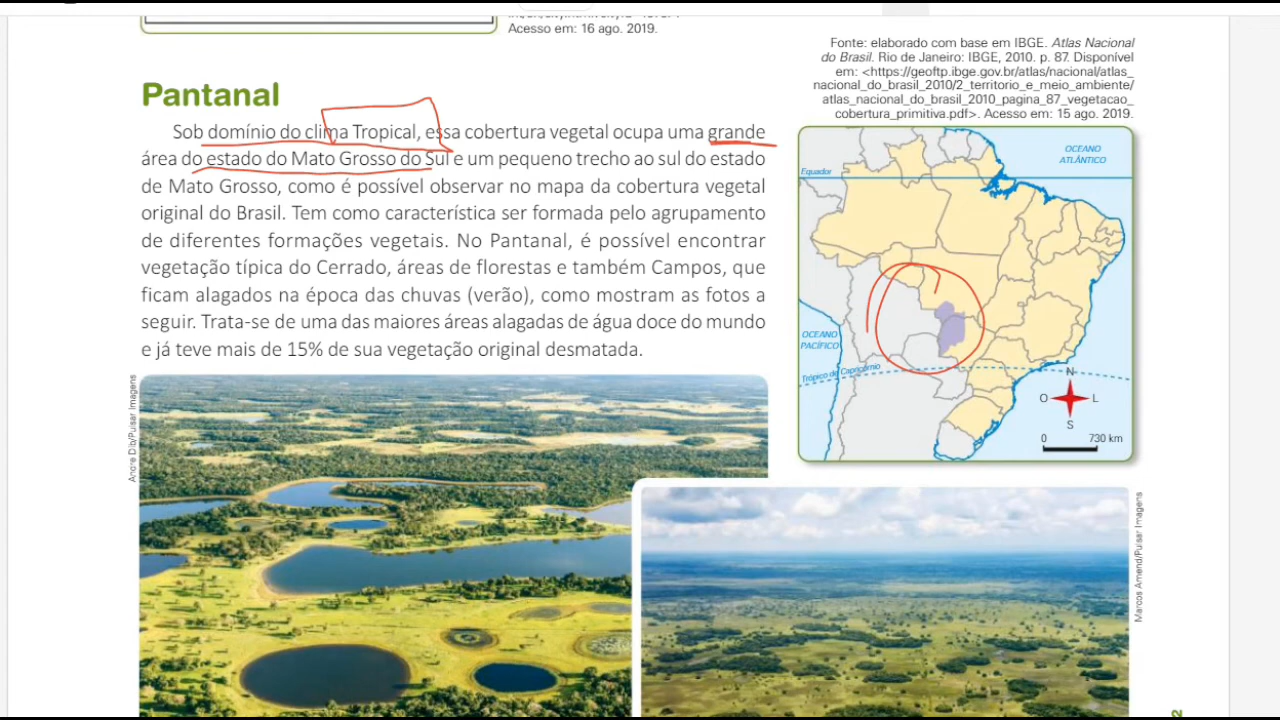 Acesso em: 16 ago. 2019.
Fonte: elaborado com base em IBGE. Atlas Nacional
do Brasil. Rio de Janeiro: IBGE, 2010. p. 87. Disponível
em: <https://geoftp.ibge.gov.br/atlas/nacional/atlas_
nacional_do_brasil_2010/2_territorio_e_meio_ambiente/
atlas_nacional_do_brasil_2010_pagina_87_vegetacao_
cobertura_primitiva.pdf>. Acesso em: 15 ago. 2019.
Pantanal
Sob domínio do clima Tropical, essa cobertura vegetal ocupa uma grande
área do estado do Mato Grosso do Sul e um pequeno trecho ao sul do estado
de Mato Grosso, como é possível observar no mapa da cobertura vegetal
original do Brasil. Tem como característica ser formada pelo agrupamento
de diferentes formações vegetais. No Pantanal, é possível encontrar
vegetação típica do Cerrado, áreas de florestas e também Campos, que
ficam alagados na época das chuvas (verão), como mostram as fotos a
seguir. Trata-se de uma das maiores áreas alagadas de água doce do mundo
e já teve mais de 15% de sua vegetação original desmatada.
OCEANO
ATLÂNTICO
Equador
OCEANO
PACÍFICO
Trópico de Capricórnio
N
O
L
S
0
730 km
Andre Dib/Pulsar Imagens
Marcos Amend/Pulsar Imagens
2